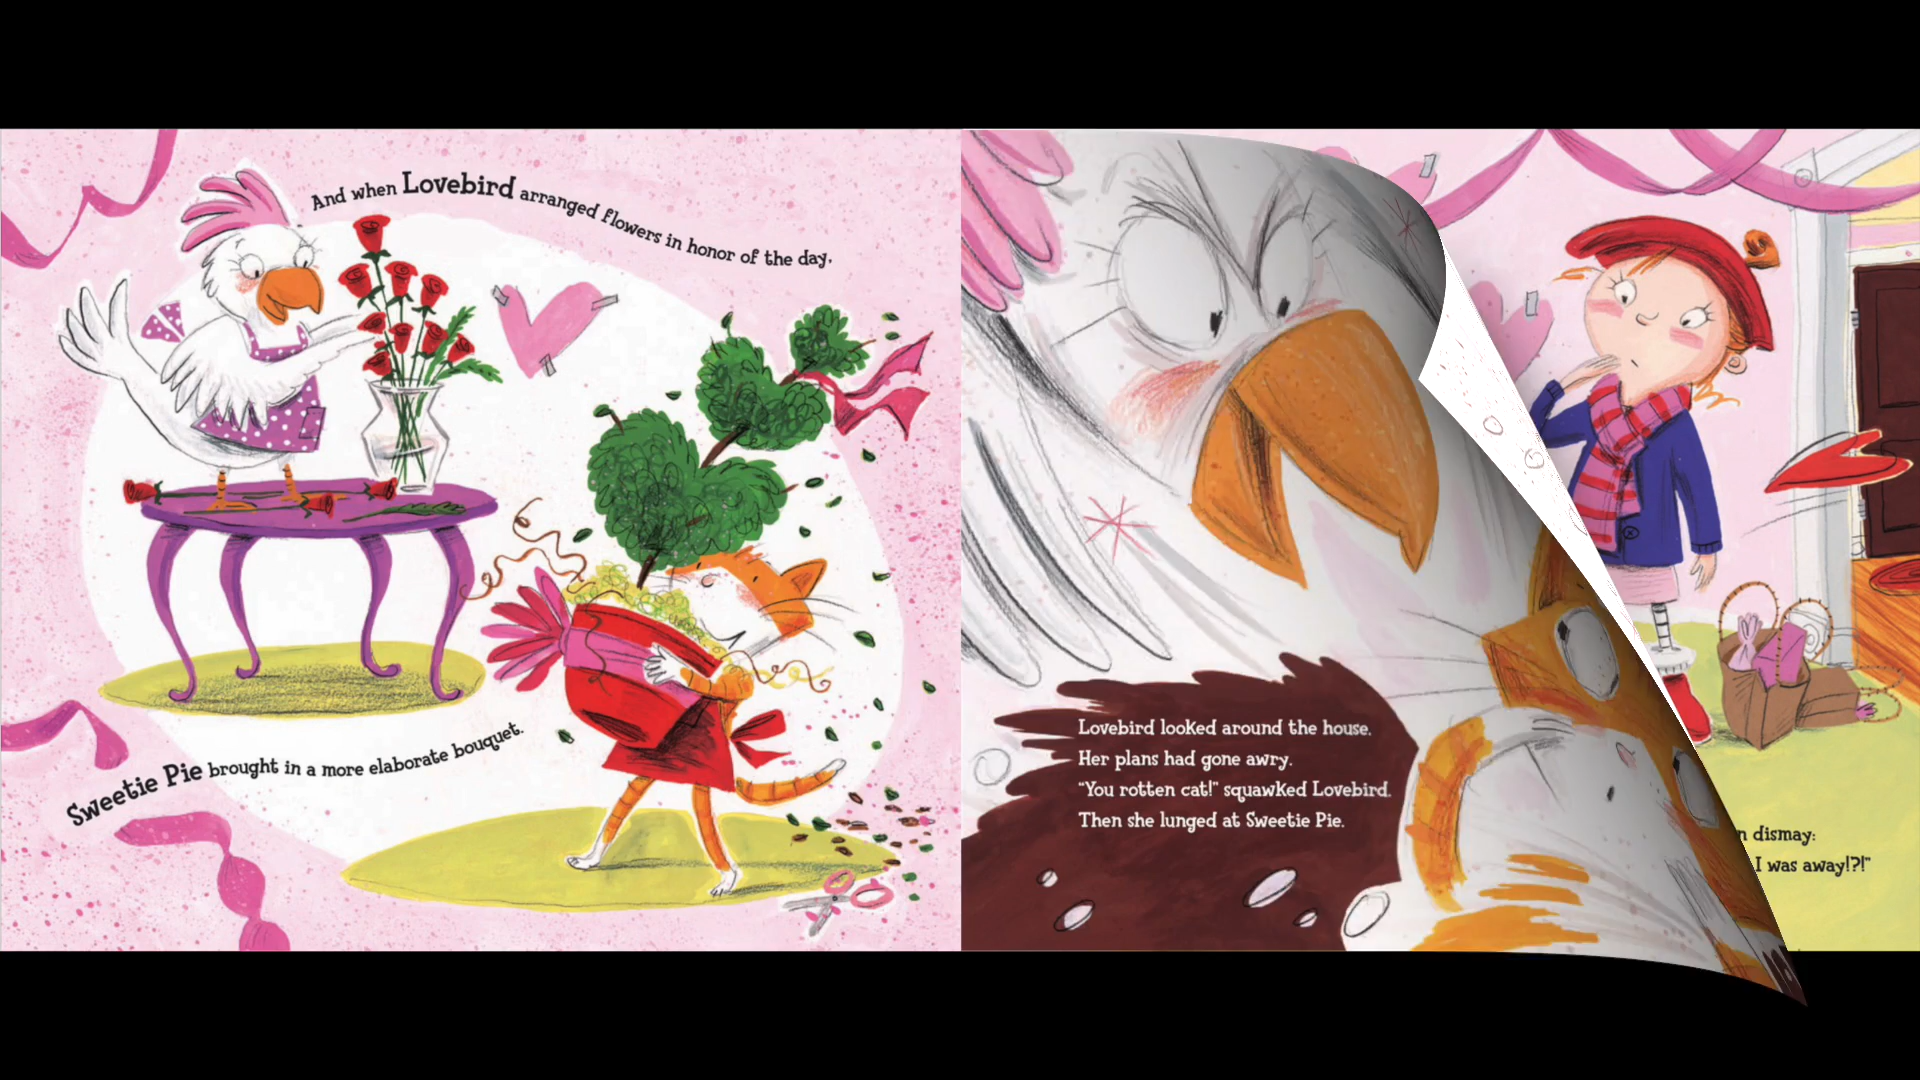 And when Lovebird arranged flowers in honor of the day,
Sweetie Pie brought in a more elaborate bouquet.
Lovebird looked around the house.
Her plans had gone awry.
“You rotten cat!” squawked Lovebird.
Then she lunged at Sweetie Pie.
dismay:
I was away!?!”